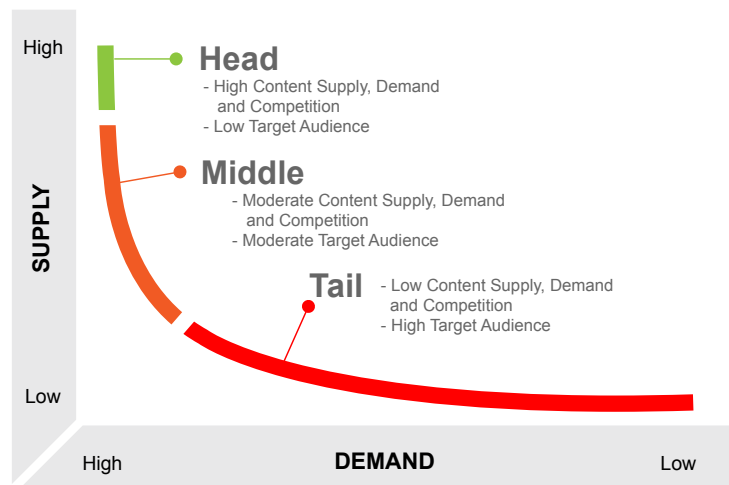 High
SUPPLY
Low
Head
- High Content Supply, Demand
and Competition
- Low Target Audience
Middle
- Moderate Content Supply, Demand
and Competition
- Moderate Target Audience
Tail
- Low Content Supply, Demand
and Competition
- High Target Audience
High
DEMAND
Low